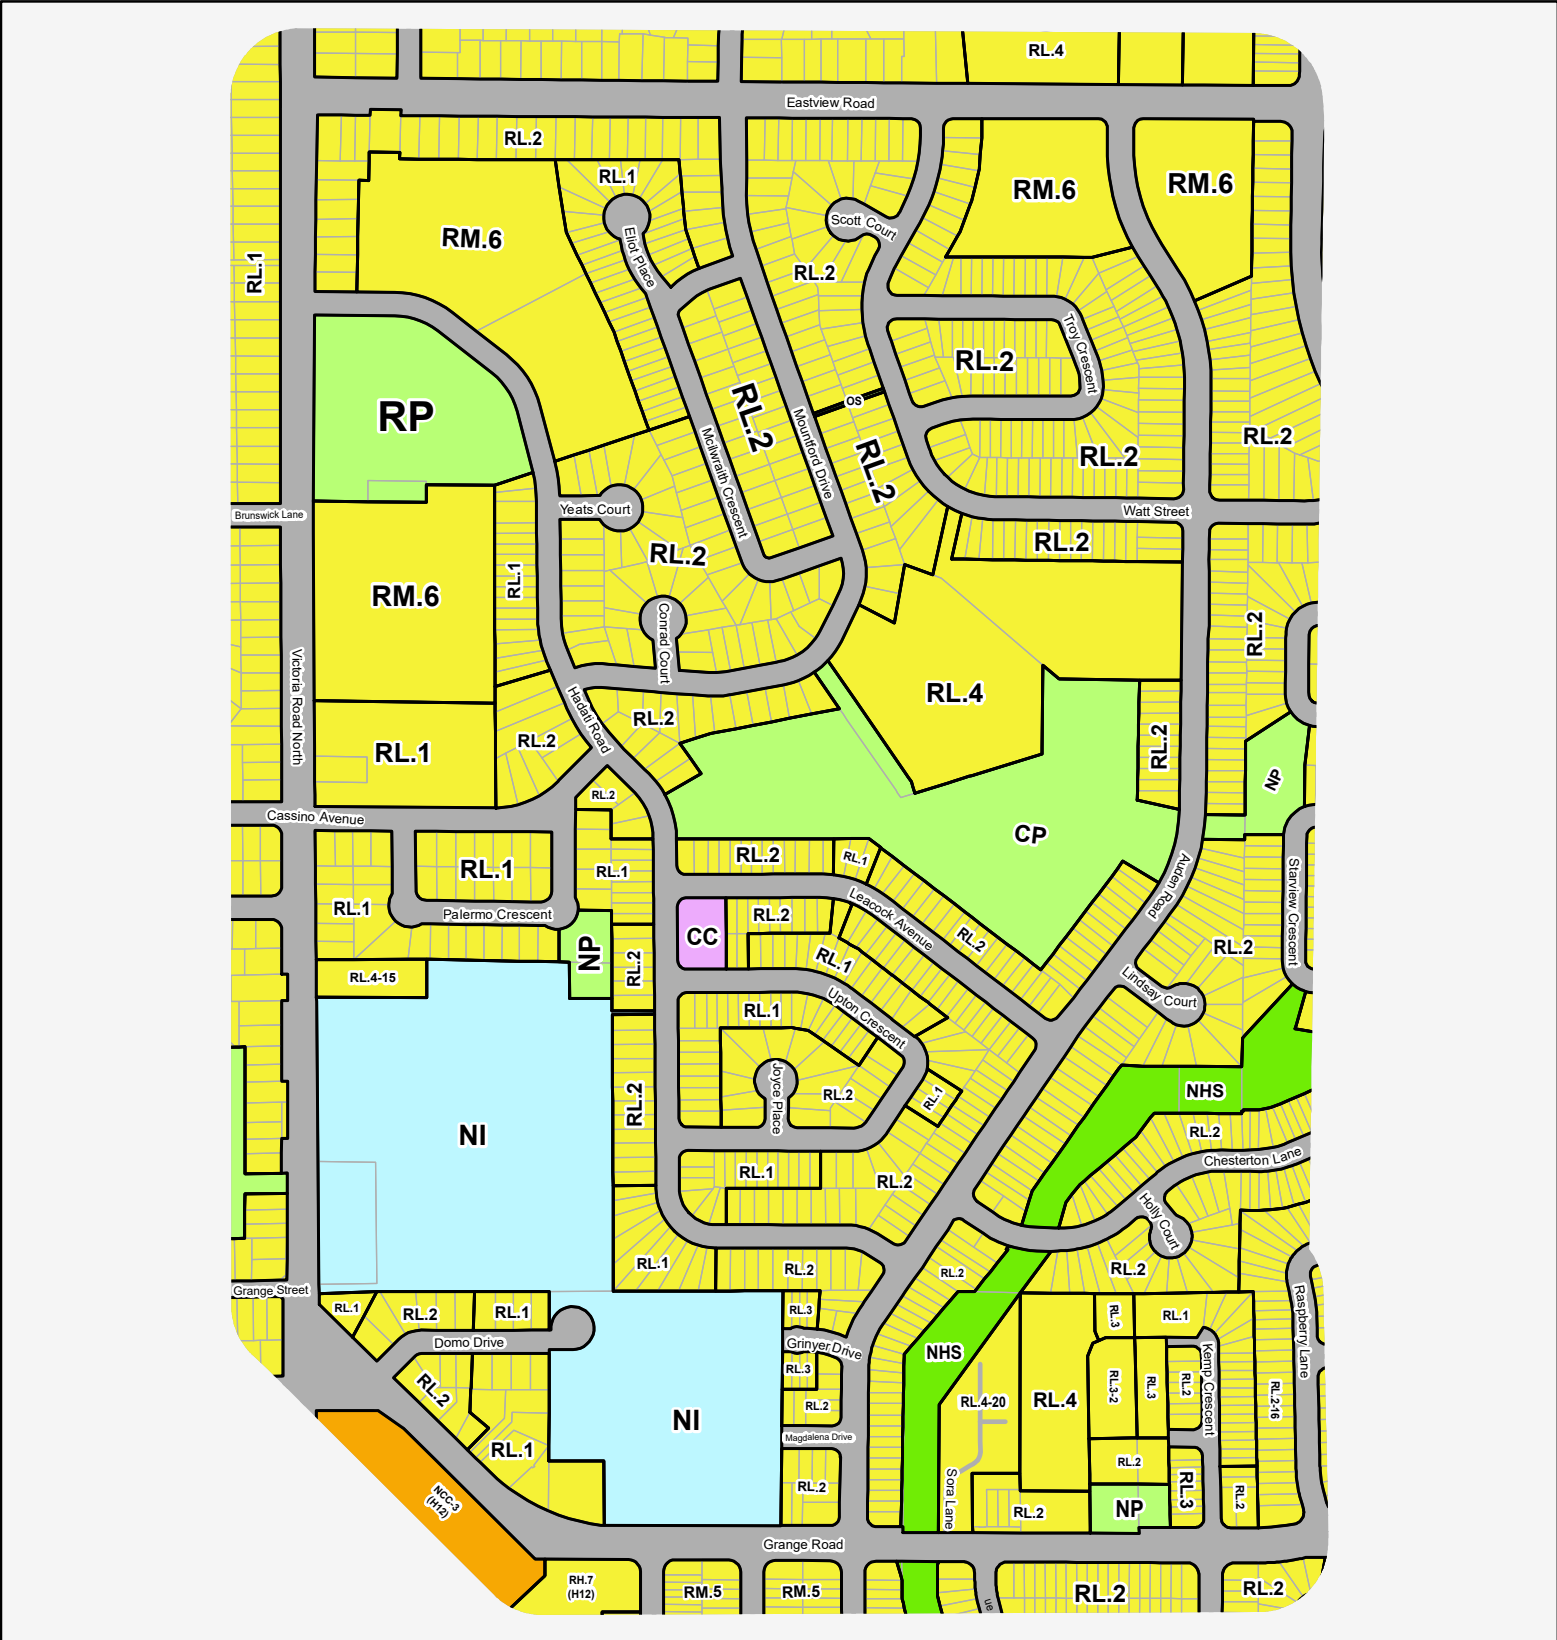 RL.4
Eastview Road
RL.2
RL.1
RM.6
RM.6
Scott Court
RM.6
Eliot Place
RL.1
RL.2
Troy Crescent
RL.2
RP
RL.2
OS
Mountford Drive
McIlwraith Crescent
RL.2
RL.2
RL.2
Brunswick Lane
Yeats Court
Watt Street
RL.2
RL.2
RL.1
RM.6
Conrad Court
RL.2
Victoria Road North
RL.4
Hadati Road
RL.2
RL.2
RL.2
RL.1
NP
RL.2
Cassino Avenue
CP
RL.2
RL.1
RL.1
RL.1
Auden Road
Starview Crescent
RL.1
Palermo Crescent
RL.2
Leacock Avenue
CC
RL.2
RL.2
NP
RL.1
RL.2
RL.4-15
Lindsay Court
Upton Crescent
RL.1
Joyce Place
RL.2
RL.1
RL.2
NHS
NI
RL.2
Chesterton Lane
RL.1
RL.2
Holly Court
RL.1
RL.2
RL.2
RL.2
Grange Street
Raspberry Lane
RL.1
RL.2
RL.1
RL.3
RL.3
RL.1
Domo Drive
Grinyer Drive
NHS
Kemp Crescent
RL.3
RL.2
RL.4-20
RL.4
RL.3-2
RL.3
RL.2
RL.2-16
RL.2
NI
Magdalena Drive
RL.1
RL.2
RL.2
Sora Lane
RL.3
RL.2
NCC-3
(H12)
RL.2
NP
Grange Road
RH.7
(H12)
RM.5
RM.5
ue
RL.2
RL.2